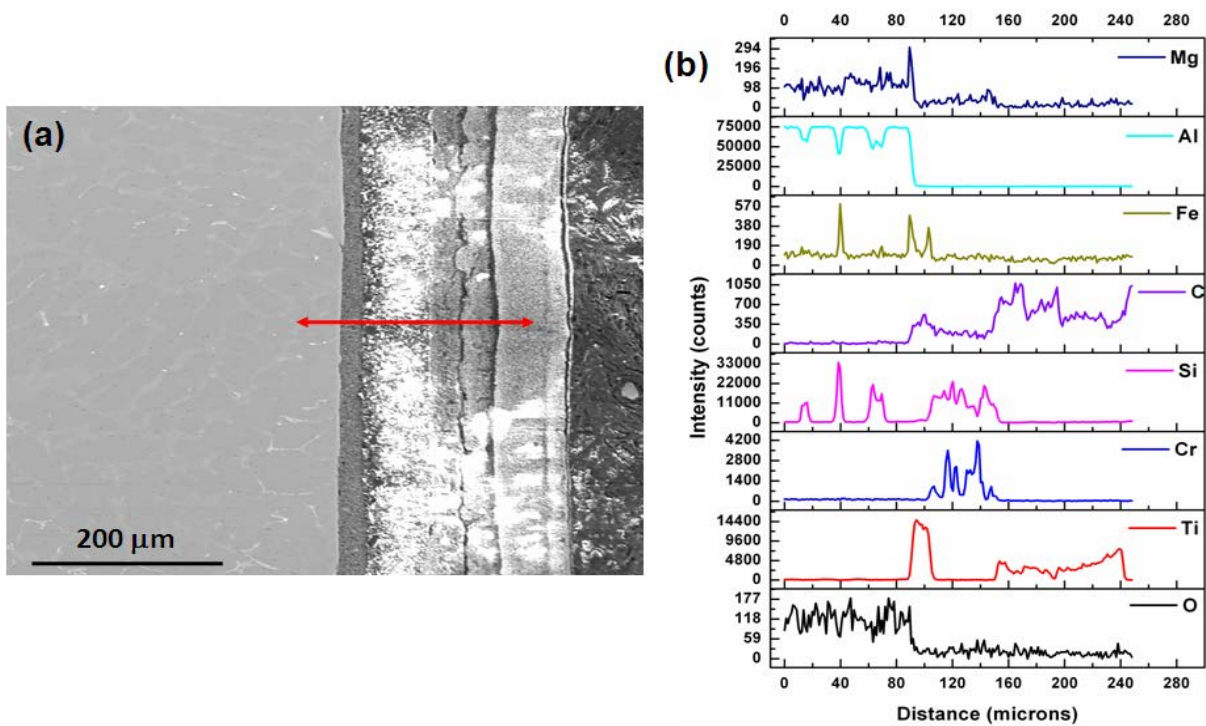 (a)
200 μm
(b)
0 40 80 120 160 200 240 280
294
196
98
0
Mg
75000
50000
25000
0
Al
570
380
190
0
Fe
1050
700
350
0
C
33000
22000
11000
0
Si
4200
2800
1400
0
Cr
14400
9600
4800
0
Ti
177
118
59
0
O
Intensity (counts)
0 40 80 120 160 200 240 280
Distance (microns)